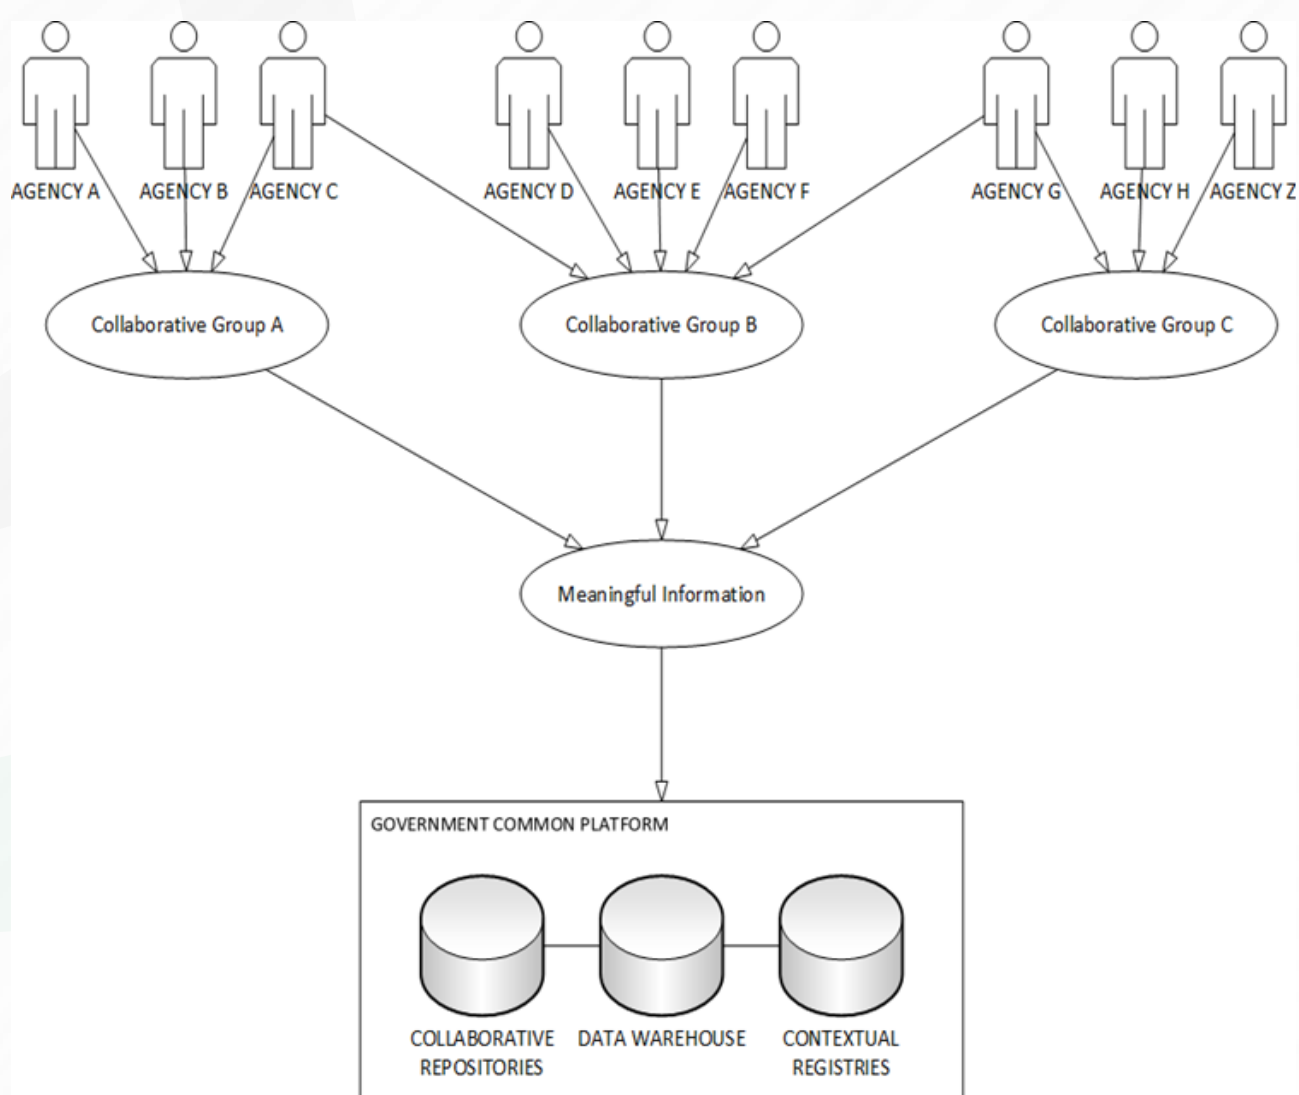 AGENCY A
AGENCY B
AGENCY C
AGENCY D
AGENCY E
AGENCY F
AGENCY G
AGENCY H
AGENCY Z
Collaborative Group A
Collaborative Group B
Collaborative Group C
Meaningful Information
GOVERNMENT COMMON PLATFORM
COLLABORATIVE
REPOSITORIES
DATA WAREHOUSE
CONTEXTUAL
REGISTRIES